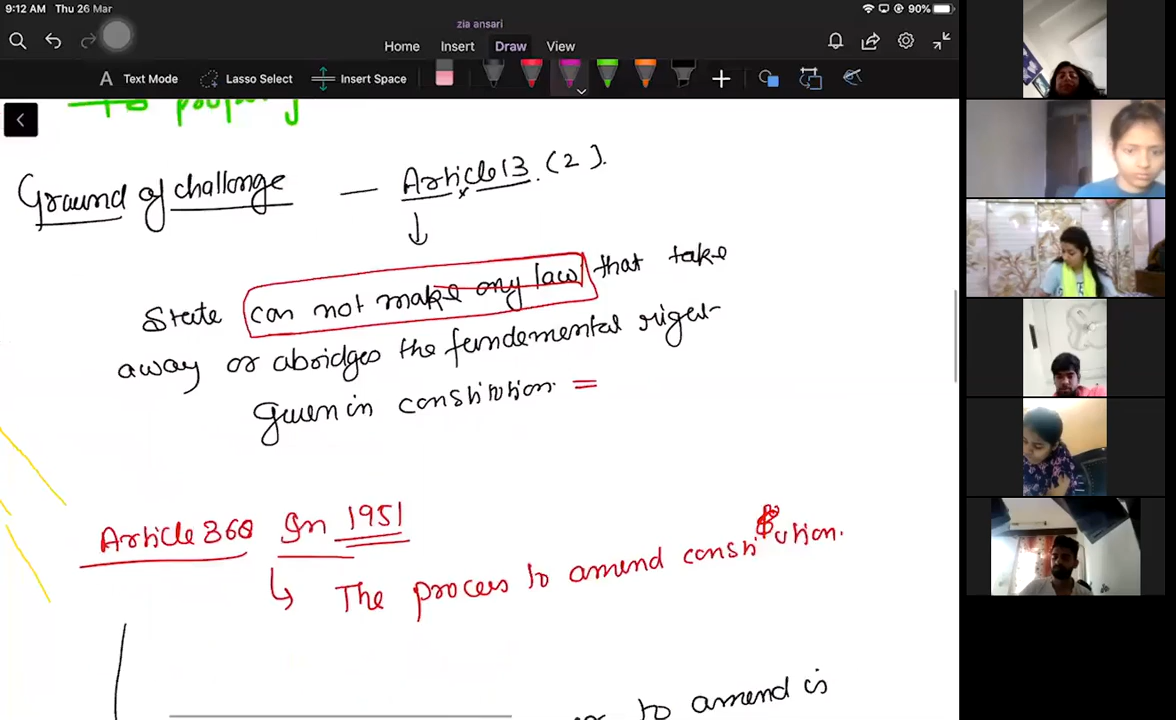 9:12 AM Thu 26 Mar
90%
zia ansari
Home Insert Draw View
Text Mode Lasso Select Insert Space
To
Ground of challenge — Article 13. (2).
State can not make any law that take
away or abridges the fundemental
given in constitution =
Article 368 In 1951
The process to amend constitution.
to amend is